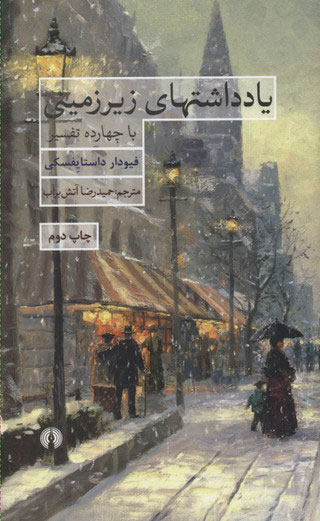 یادداشتهای زیرزمینی
با چهارده تفسیر
فیودار داستایفسکی
مترجم: حمیدرضا آتش‌برآب
چاپ دوم